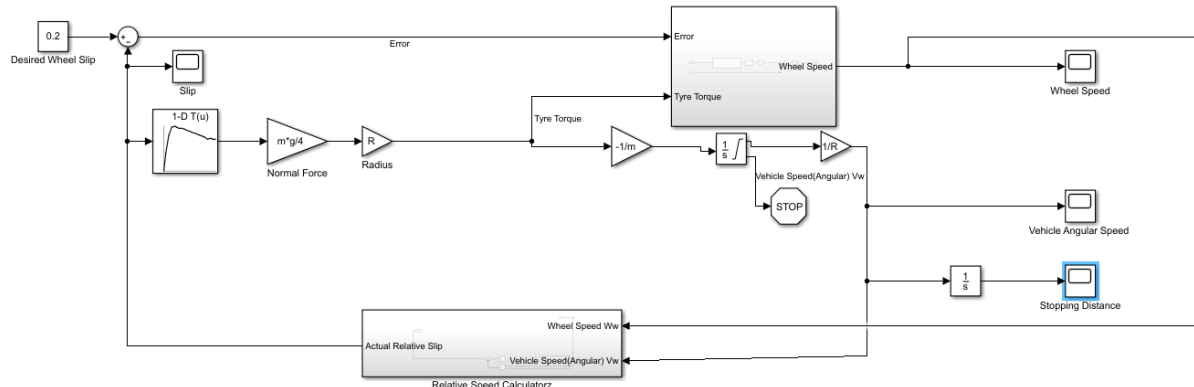 0.2
Desired Wheel Slip
+
−
Error
Slip
Error
Tyre Torque
Wheel Speed
Wheel Speed
1-D T(u)
m*g/4
Normal Force
R
Radius
Tyre Torque
-1/m
1
s
1/R
Vehicle Speed(Angular) Vw
STOP
Vehicle Angular Speed
1
s
Stopping Distance
Wheel Speed Ww
Actual Relative Slip
Vehicle Speed(Angular) Vw
Relative Speed Calculatorz